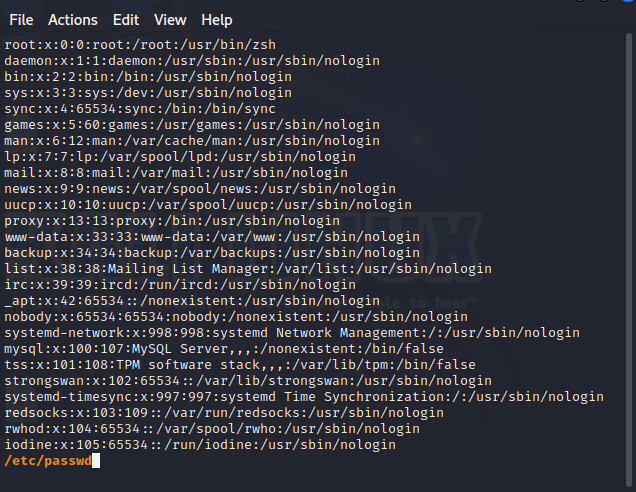 File Actions Edit View Help
root:x:0:0:root:/root:/usr/bin/zsh
daemon:x:1:1:daemon:/usr/sbin:/usr/sbin/nologin
bin:x:2:2:bin:/bin:/usr/sbin/nologin
sys:x:3:3:sys:/dev:/usr/sbin/nologin
sync:x:4:65534:sync:/bin:/bin/sync
games:x:5:60:games:/usr/games:/usr/sbin/nologin
man:x:6:12:man:/var/cache/man:/usr/sbin/nologin
lp:x:7:7:lp:/var/spool/lpd:/usr/sbin/nologin
mail:x:8:8:mail:/var/mail:/usr/sbin/nologin
news:x:9:9:news:/var/spool/news:/usr/sbin/nologin
uucp:x:10:10:uucp:/var/spool/uucp:/usr/sbin/nologin
proxy:x:13:13:proxy:/bin:/usr/sbin/nologin
www-data:x:33:33:www-data:/var/www:/usr/sbin/nologin
backup:x:34:34:backup:/var/backups:/usr/sbin/nologin
list:x:38:38:Mailing List Manager:/var/list:/usr/sbin/nologin
irc:x:39:39:ircd:/run/ircd:/usr/sbin/nologin
_apt:x:42:65534::/nonexistent:/usr/sbin/nologin
nobody:x:65534:65534:nobody:/nonexistent:/usr/sbin/nologin
systemd-network:x:998:998:systemd Network Management:/:/usr/sbin/nologin
mysql:x:100:107:MySQL Server,,,:/nonexistent:/bin/false
tss:x:101:108:TPM software stack,,,:/var/lib/tpm:/bin/false
strongswan:x:102:65534::/var/lib/strongswan:/usr/sbin/nologin
systemd-timesync:x:997:997:systemd Time Synchronization:/:/usr/sbin/nologin
redsocks:x:103:109::/var/run/redsocks:/usr/sbin/nologin
rwhod:x:104:65534::/var/spool/rwho:/usr/sbin/nologin
iodine:x:105:65534::/run/iodine:/usr/sbin/nologin
/etc/passwd